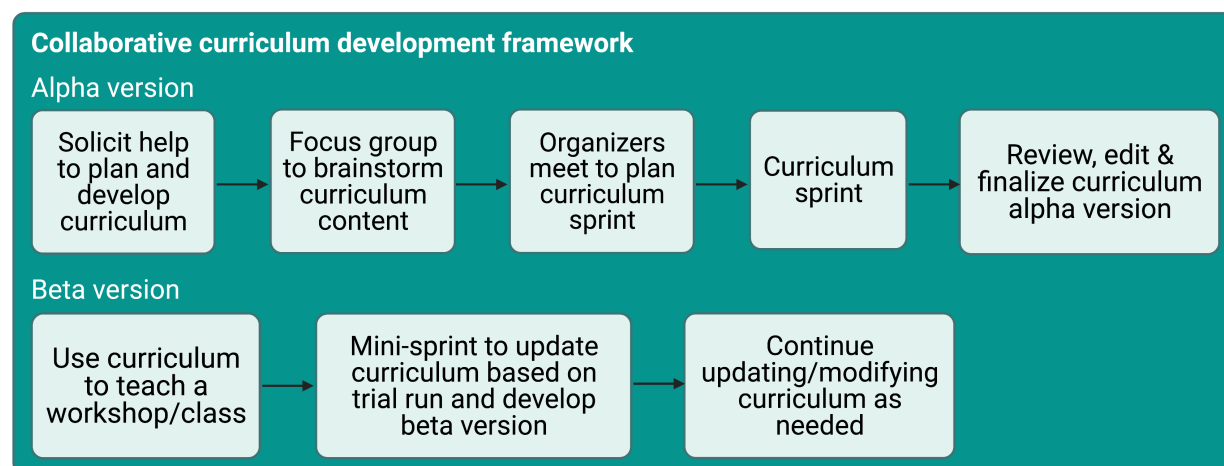 Collaborative curriculum development framework
Alpha version
Solicit help
to plan and
develop
curriculum
Focus group
to brainstorm
curriculum
content
Organizers
meet to plan
curriculum
sprint
Curriculum
sprint
Review, edit &
finalize curriculum
alpha version
Beta version
Use curriculum
to teach a
workshop/class
Mini-sprint to update
curriculum based on
trial run and develop
beta version
Continue
updating/modifying
curriculum as
needed